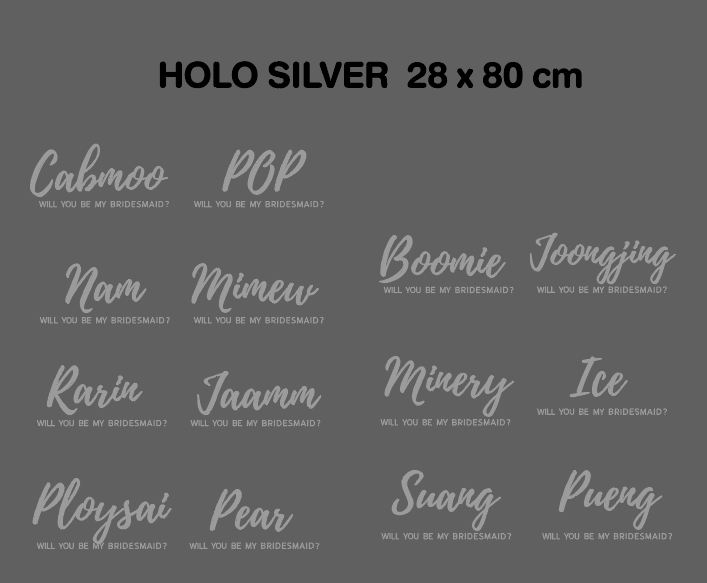 HOLO SILVER 28 x 80 cm
Cabmoo
WILL YOU BE MY BRIDESMAID?
POP
WILL YOU BE MY BRIDESMAID?
Boomie
WILL YOU BE MY BRIDESMAID?
Joongjing
WILL YOU BE MY BRIDESMAID?
Nam
WILL YOU BE MY BRIDESMAID?
Mimew
WILL YOU BE MY BRIDESMAID?
Rarin
WILL YOU BE MY BRIDESMAID?
Jaamm
WILL YOU BE MY BRIDESMAID?
Minery
WILL YOU BE MY BRIDESMAID?
Ice
WILL YOU BE MY BRIDESMAID?
Ploysai
WILL YOU BE MY BRIDESMAID?
Pear
WILL YOU BE MY BRIDESMAID?
Suang
WILL YOU BE MY BRIDESMAID?
Pueng
WILL YOU BE MY BRIDESMAID?